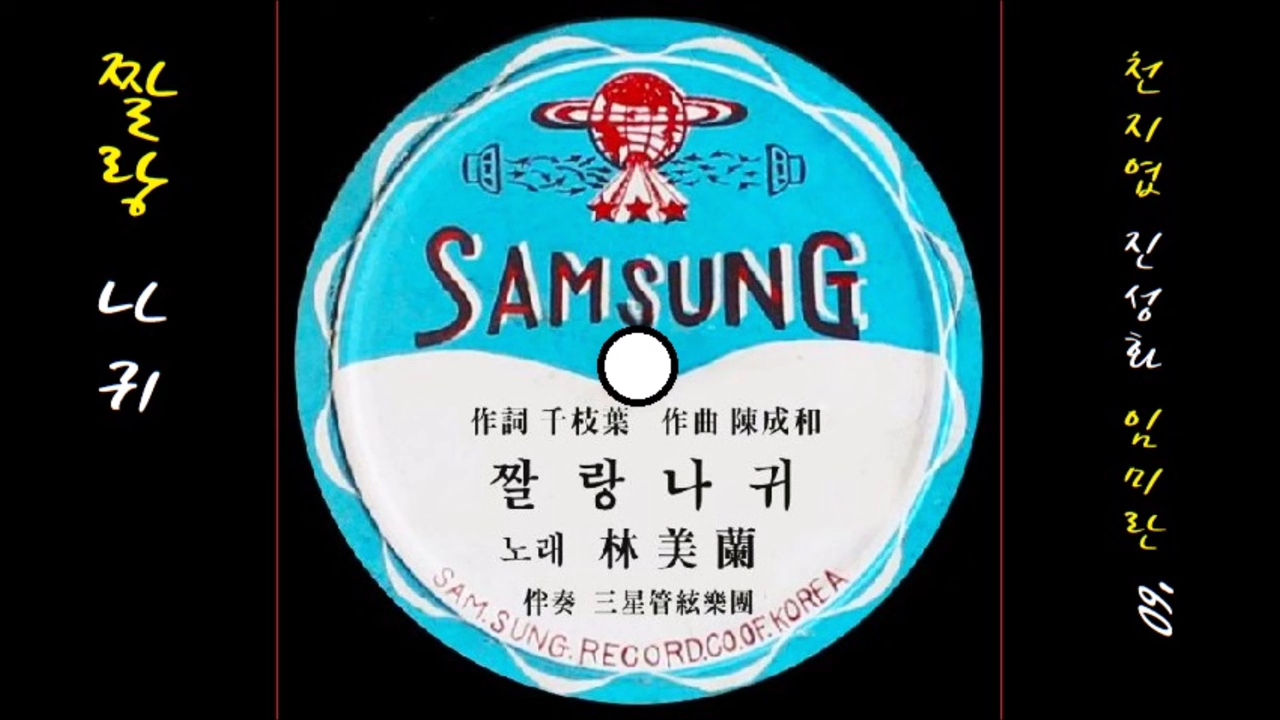 짤랑 나귀
SAMSUNG
作詞 千枝葉 作曲 陳成和
짤랑나귀
노래 林美蘭
伴奏 三星管絃樂團
SAM.SUNG.RECORD.CO.OF.KOREA
천지엽 진성화 임미란 '60